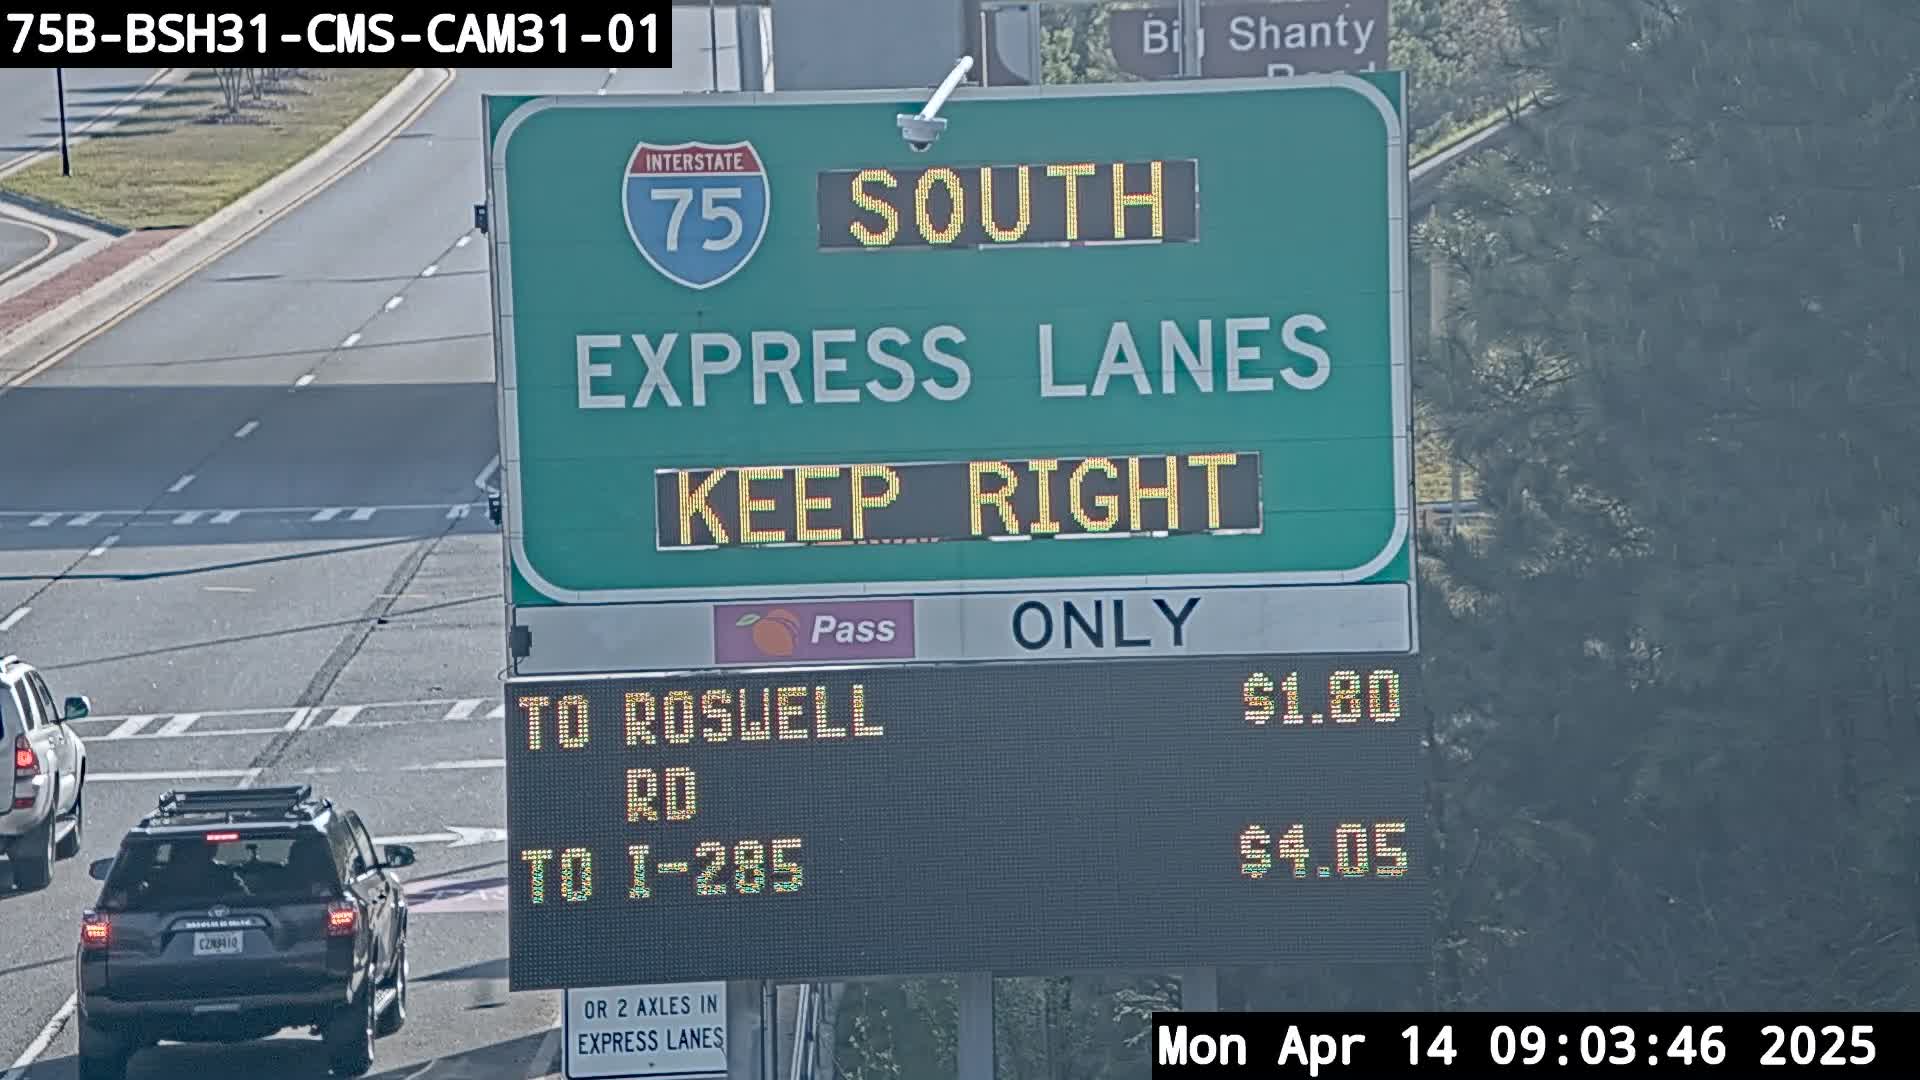 75B-BSH31-CMS-CAM31-01
Big Shanty
Road
INTERSTATE
75
SOUTH
EXPRESS LANES
KEEP RIGHT
Pass
ONLY
TO ROSWELL $1.80
RD
TO I-285 $4.05
OR 2 AXLES IN
EXPRESS LANES
Mon Apr 14 09:03:46 2025